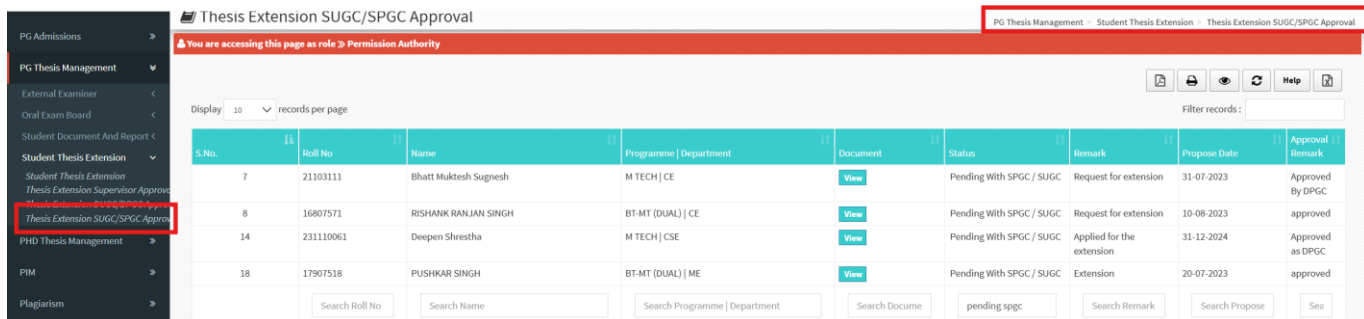 Thesis Extension SUGC/SPGC Approval
PG Thesis Management > Student Thesis Extension > Thesis Extension SUGC/SPGC Approval
You are accessing this page as role >> Permission Authority
PG Admissions
PG Thesis Management
External Examiner
Oral Exam Board
Student Document And Report
Student Thesis Extension
Student Thesis Extension
Thesis Extension Supervisor Approva
Thesis Extension SUGC/SPGC Approv
PHD Thesis Management
PIM
Plagiarism
Help
Display 10 records per page
Filter records :
S.No. Roll No Name Programme | Department Document Status Remark Propose Date Approval Remark
7 21103111 Bhatt Muktesh Sugnesh M TECH | CE View Pending With SPGC / SUGC Request for extension 31-07-2023 Approved By DPGC
8 16807571 RISHANK RANJAN SINGH BT-MT (DUAL) | CE View Pending With SPGC / SUGC Request for extension 10-08-2023 approved
14 231110061 Deepen Shrestha M TECH | CSE View Pending With SPGC / SUGC Applied for the extension 31-12-2024 Approved as DPGC
18 17907518 PUSHKAR SINGH BT-MT (DUAL) | ME View Pending With SPGC / SUGC Extension 20-07-2023 approved
Search Roll No Search Name Search Programme | Department Search Docume pending spgc Search Remark Search Propose Sea